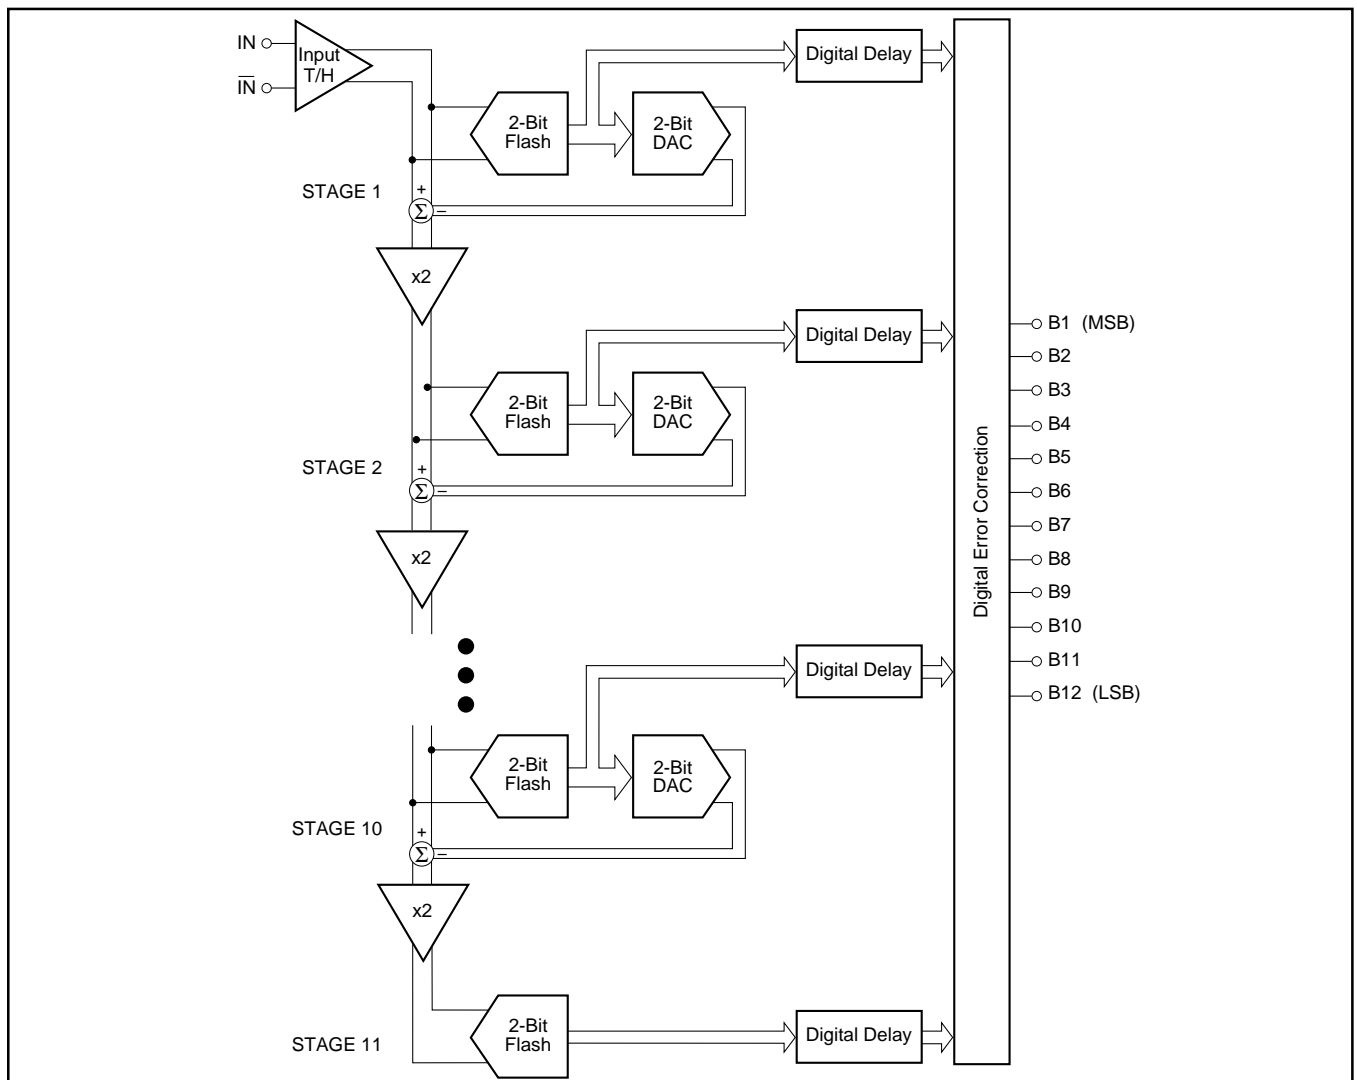 IN
Input
T/H
I̅N̅
Digital Delay
2-Bit
Flash
2-Bit
DAC
STAGE 1
+
Σ
–
x2
Digital Delay
B1 (MSB)
B2
2-Bit
Flash
2-Bit
DAC
B3
B4
B5
STAGE 2
+
Σ
–
B6
B7
x2
B8
B9
Digital Error Correction
B10
B11
B12 (LSB)
Digital Delay
2-Bit
Flash
2-Bit
DAC
STAGE 10
+
Σ
–
x2
2-Bit
Flash
Digital Delay
STAGE 11